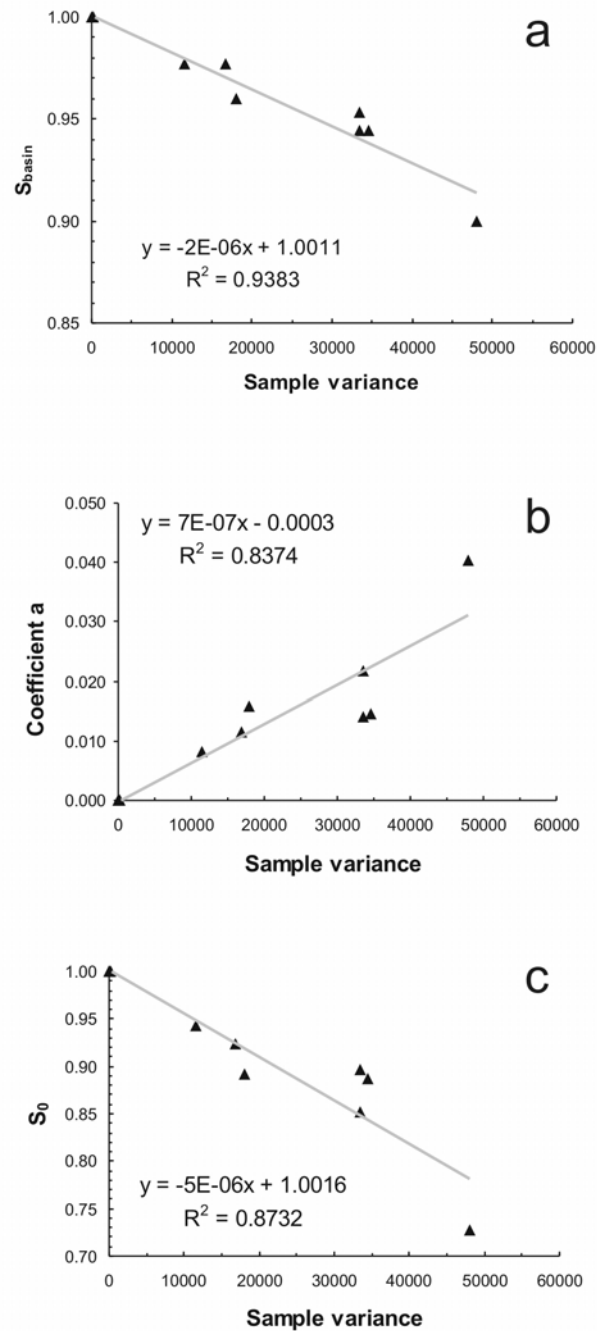 a
1.00
0.95
0.90
0.85
S_basin
y = -2E-06x + 1.0011
R² = 0.9383
0 10000 20000 30000 40000 50000 60000
Sample variance
b
0.050
0.040
0.030
0.020
0.010
0.000
Coefficient a
y = 7E-07x - 0.0003
R² = 0.8374
0 10000 20000 30000 40000 50000 60000
Sample variance
c
1.00
0.95
0.90
0.85
0.80
0.75
0.70
S₀
y = -5E-06x + 1.0016
R² = 0.8732
0 10000 20000 30000 40000 50000 60000
Sample variance